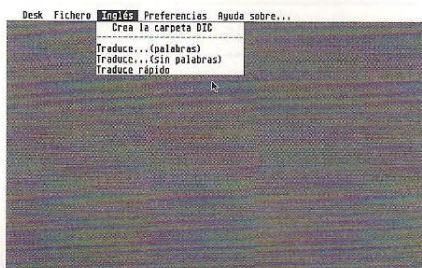 Desk Fichero Inglés Preferencias Ayuda sobre...
Crea la carpeta DIC
Traduce...(palabras)
Traduce...(sin palabras)
Traduce rápido